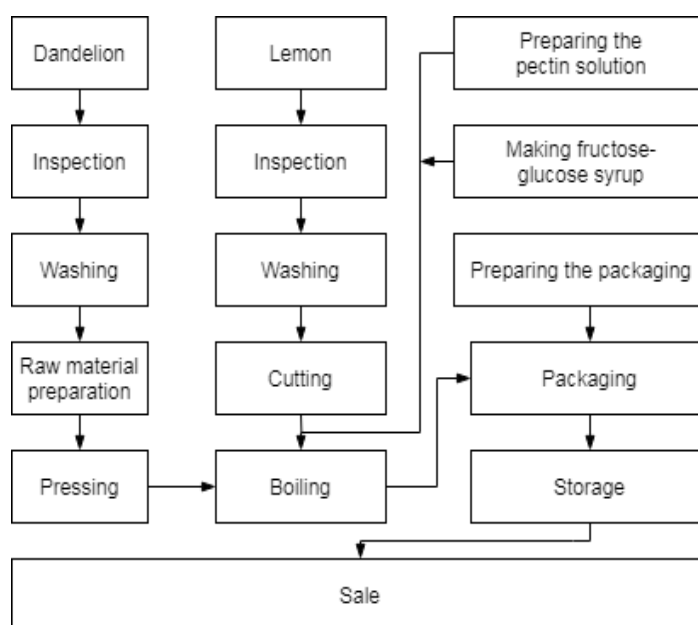 Dandelion
Lemon
Preparing the
pectin solution
Inspection
Inspection
Making fructose-
glucose syrup
Washing
Washing
Preparing the packaging
Raw material
preparation
Cutting
Packaging
Pressing
Boiling
Storage
Sale